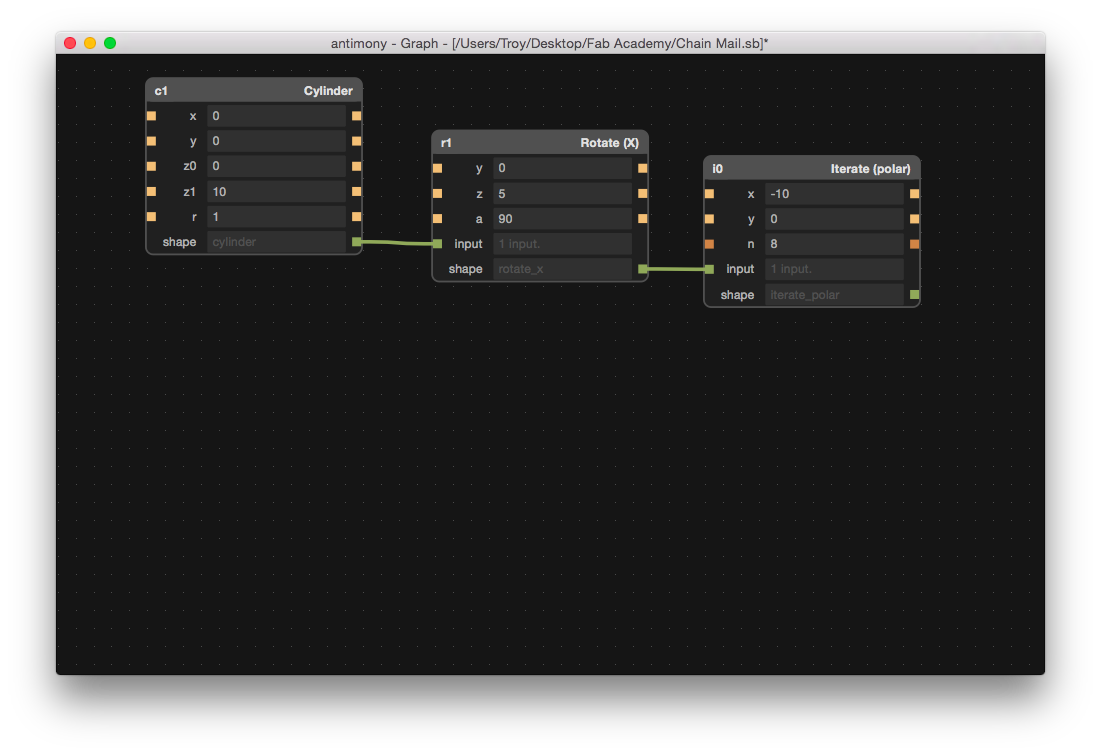 antimony - Graph - [/Users/Troy/Desktop/Fab Academy/Chain Mail.sb]*
c1 Cylinder
x 0
y 0
z0 0
z1 10
r 1
shape cylinder
r1 Rotate (X)
y 0
z 5
a 90
input 1 input.
shape rotate_x
i0 Iterate (polar)
x -10
y 0
n 8
input 1 input.
shape iterate_polar